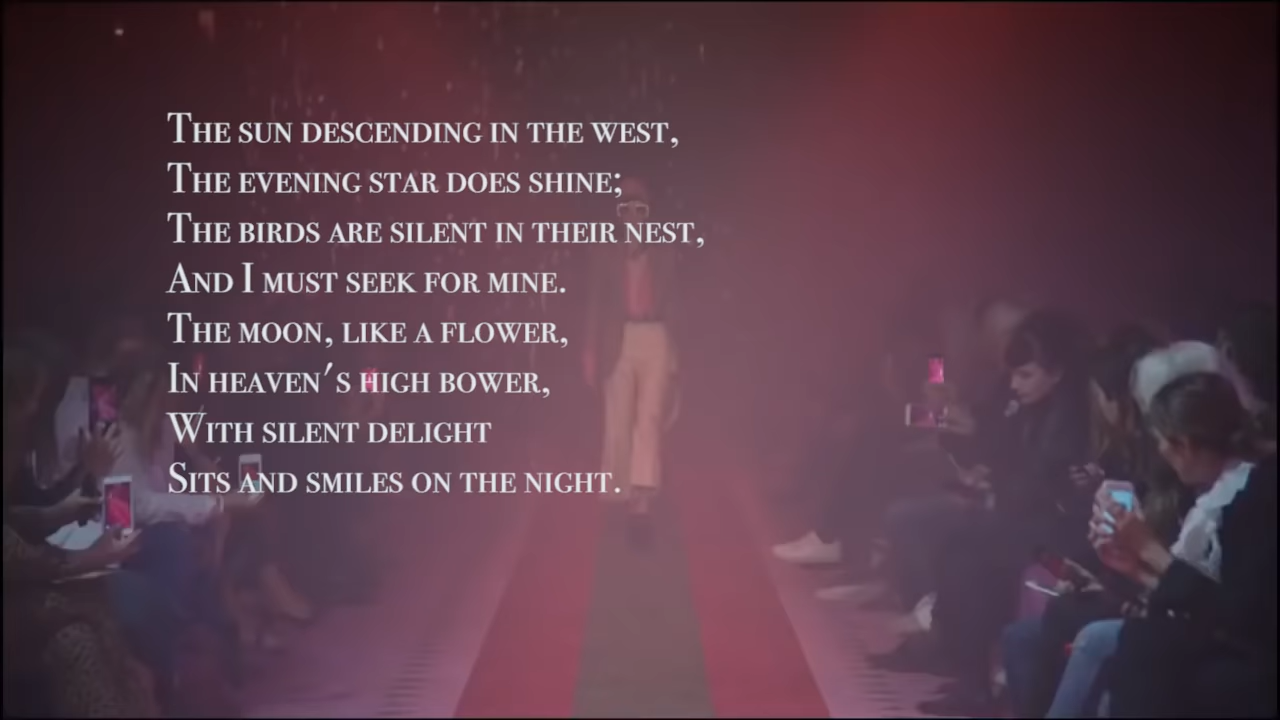 The sun descending in the west,
The evening star does shine;
The birds are silent in their nest,
And I must seek for mine.
The moon, like a flower,
In heaven's high bower,
With silent delight
Sits and smiles on the night.